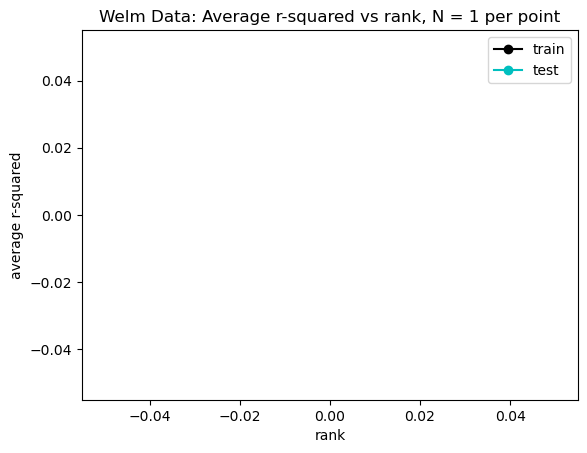 Welm Data: Average r-squared vs rank, N = 1 per point
train
test
0.04
0.02
0.00
−0.02
−0.04
average r-squared
−0.04
−0.02
0.00
0.02
0.04
rank